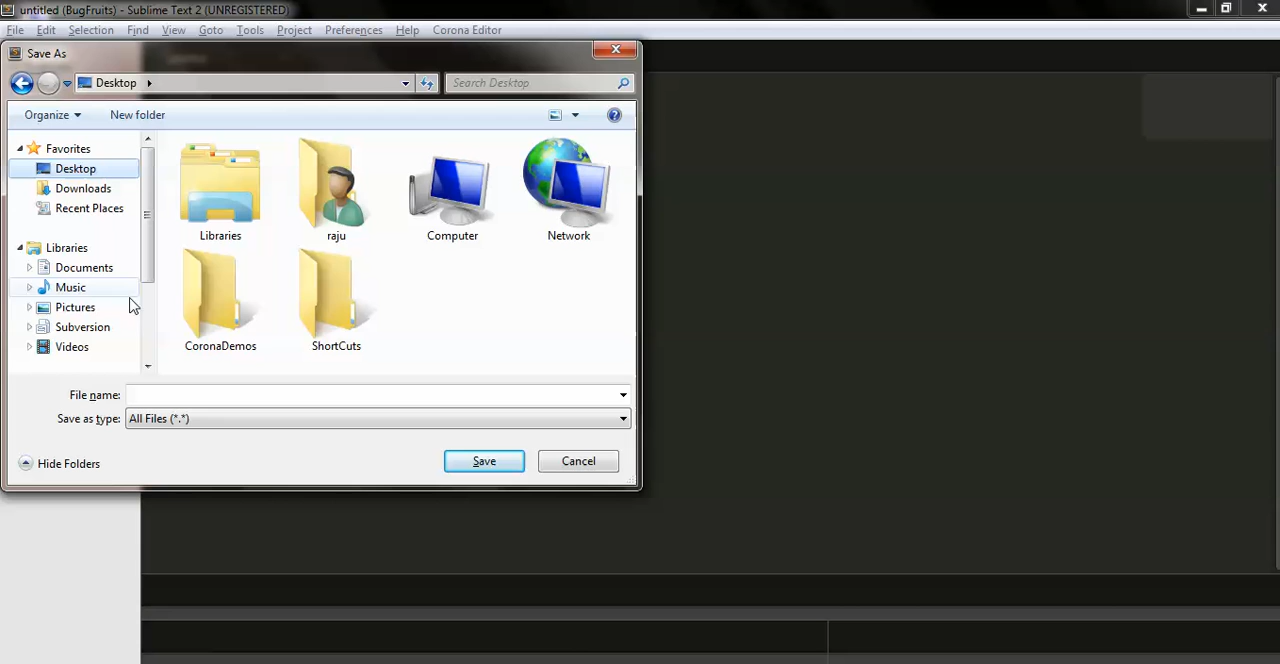 untitled (BugFruits) - Sublime Text 2 (UNREGISTERED)
File Edit Selection Find View Goto Tools Project Preferences Help Corona Editor
Save As
Desktop
Search Desktop
Organize
New folder
Favorites
Desktop
Downloads
Recent Places
Libraries
Documents
Music
Pictures
Subversion
Videos
Libraries
raju
Computer
Network
CoronaDemos
ShortCuts
File name:
Save as type: All Files (*.*)
Hide Folders
Save
Cancel